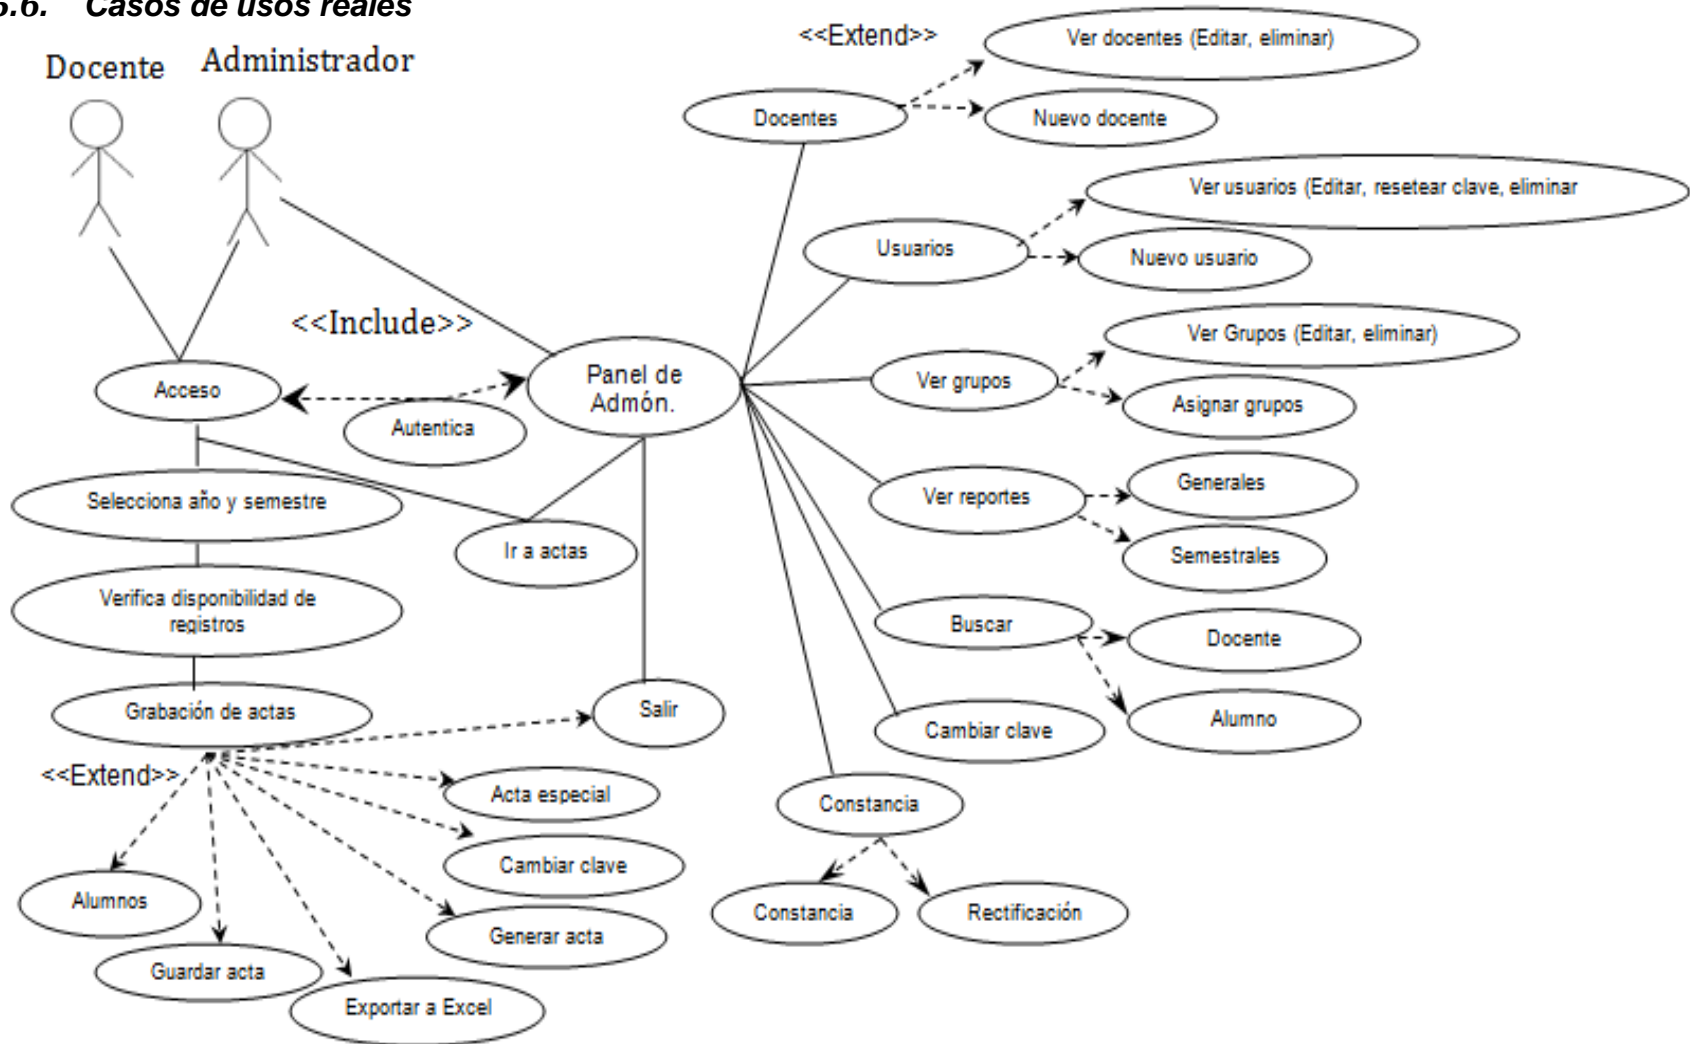 5.6. Casos de usos reales
Docente
Administrador
<<Extend>>
Ver docentes (Editar, eliminar)
Docentes
Nuevo docente
Ver usuarios (Editar, resetear clave, eliminar
Usuarios
Nuevo usuario
<<Include>>
Ver Grupos (Editar, eliminar)
Panel de
Admón.
Ver grupos
Acceso
Asignar grupos
Autentica
Generales
Selecciona año y semestre
Ver reportes
Ir a actas
Semestrales
Verifica disponibilidad de
registros
Buscar
Docente
Grabación de actas
Salir
Cambiar clave
Alumno
<<Extend>>
Acta especial
Constancia
Cambiar clave
Alumnos
Generar acta
Constancia
Rectificación
Guardar acta
Exportar a Excel